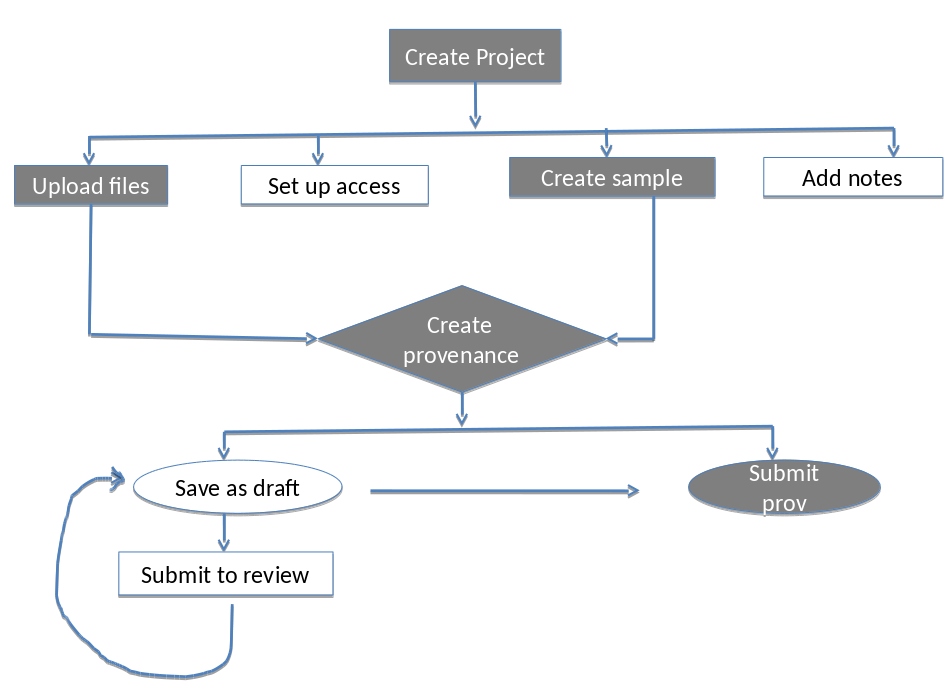 Create Project
Upload files
Set up access
Create sample
Add notes
Create
provenance
Save as draft
Submit
prov
Submit to review